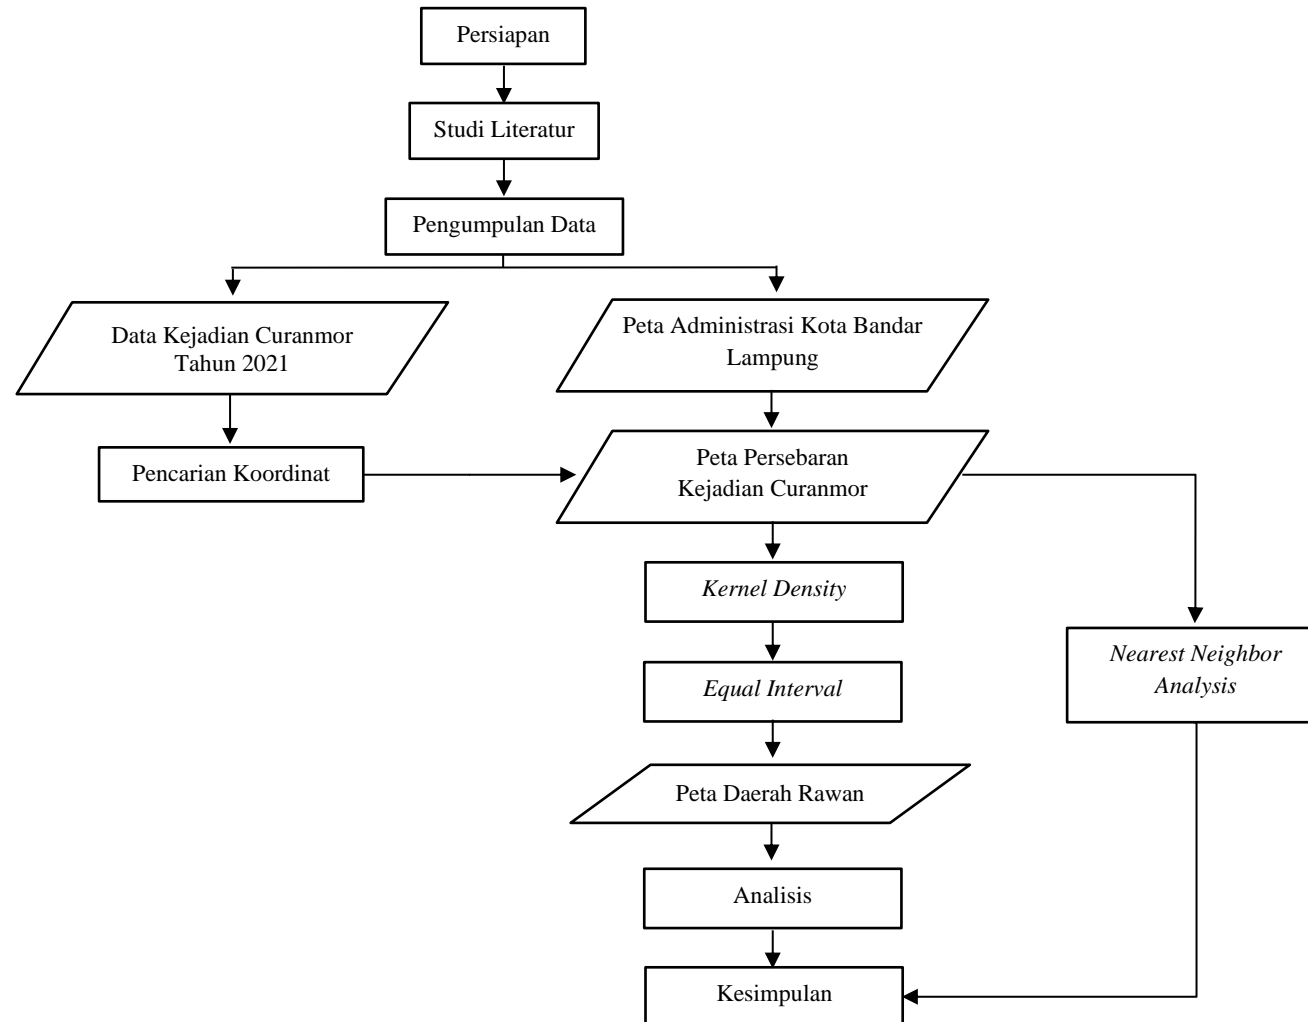 Persiapan
Studi Literatur
Pengumpulan Data
Data Kejadian Curanmor
Tahun 2021
Peta Administrasi Kota Bandar
Lampung
Pencarian Koordinat
Peta Persebaran
Kejadian Curanmor
Kernel Density
Nearest Neighbor
Analysis
Equal Interval
Peta Daerah Rawan
Analisis
Kesimpulan